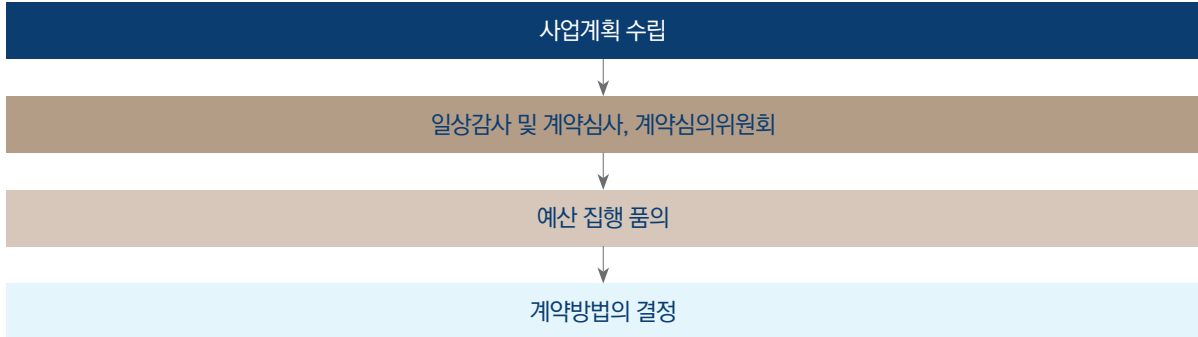 사업계획 수립
일상감사 및 계약심사, 계약심의위원회
예산 집행 품의
계약방법의 결정